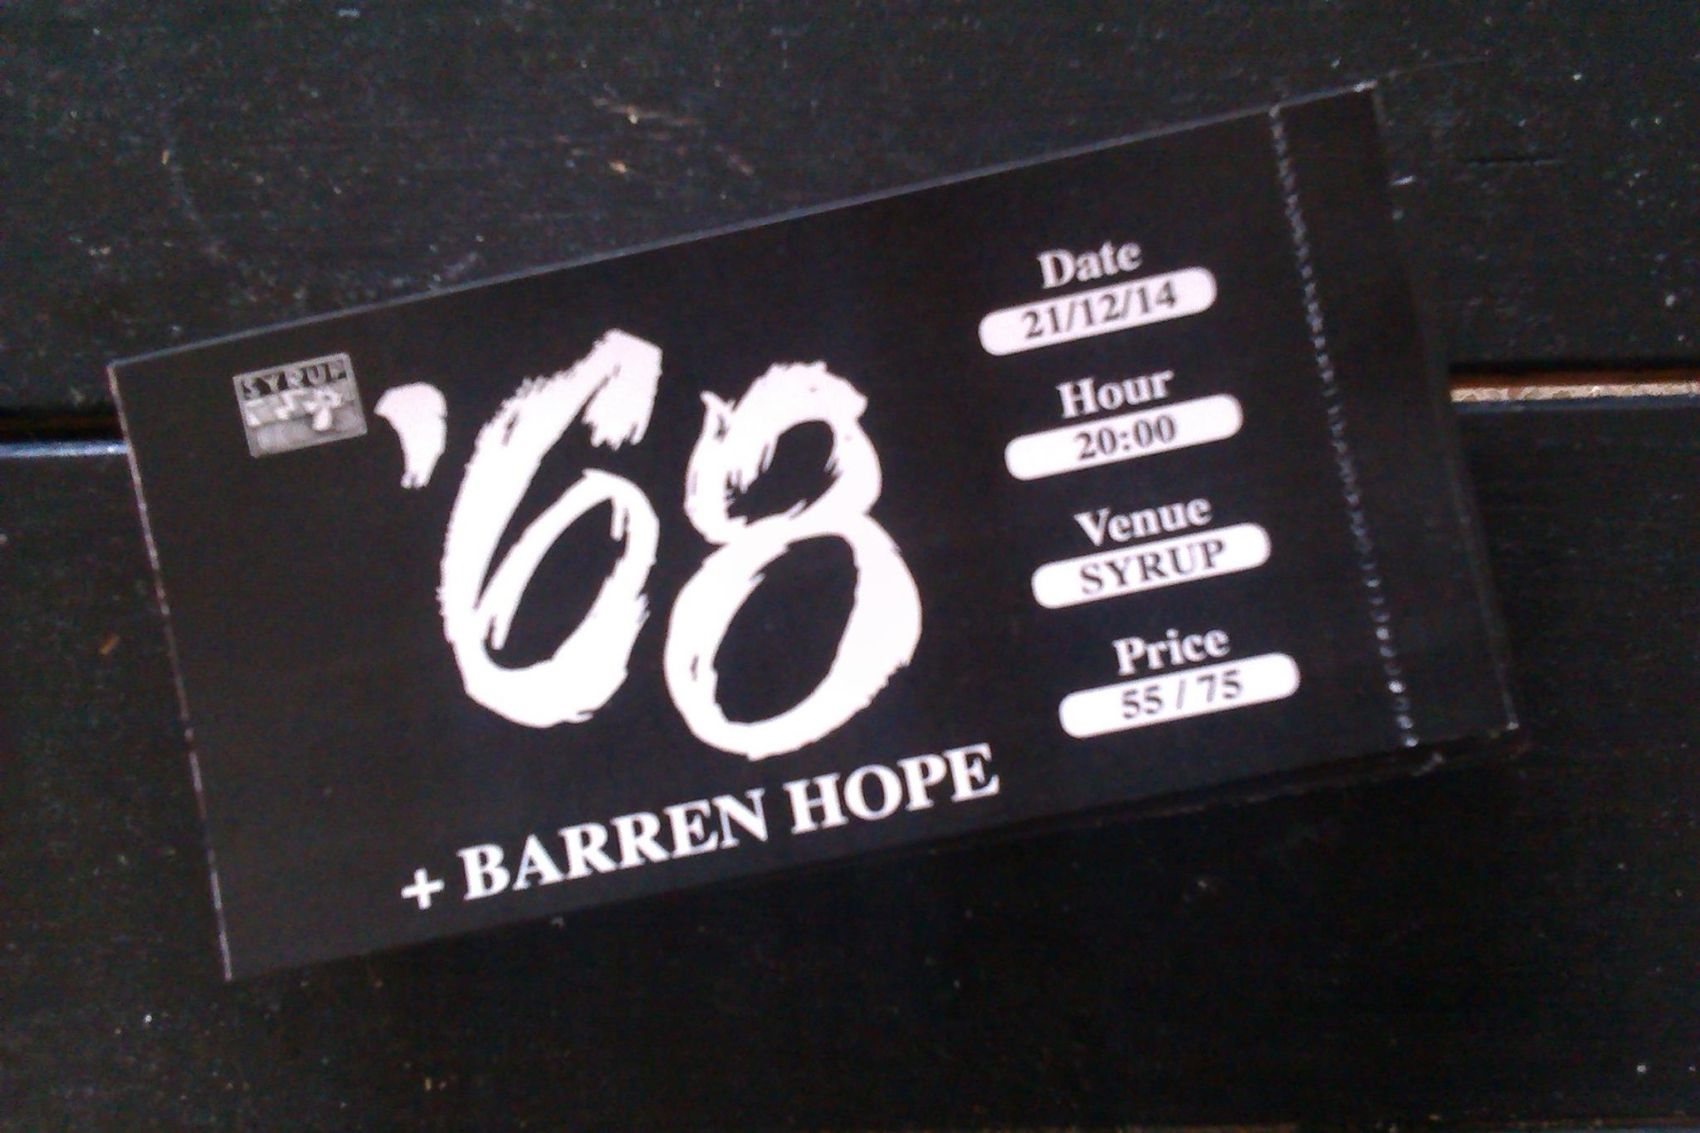 SYRUP
'68
+ BARREN HOPE
Date
21/12/14
Hour
20:00
Venue
SYRUP
Price
55 / 75